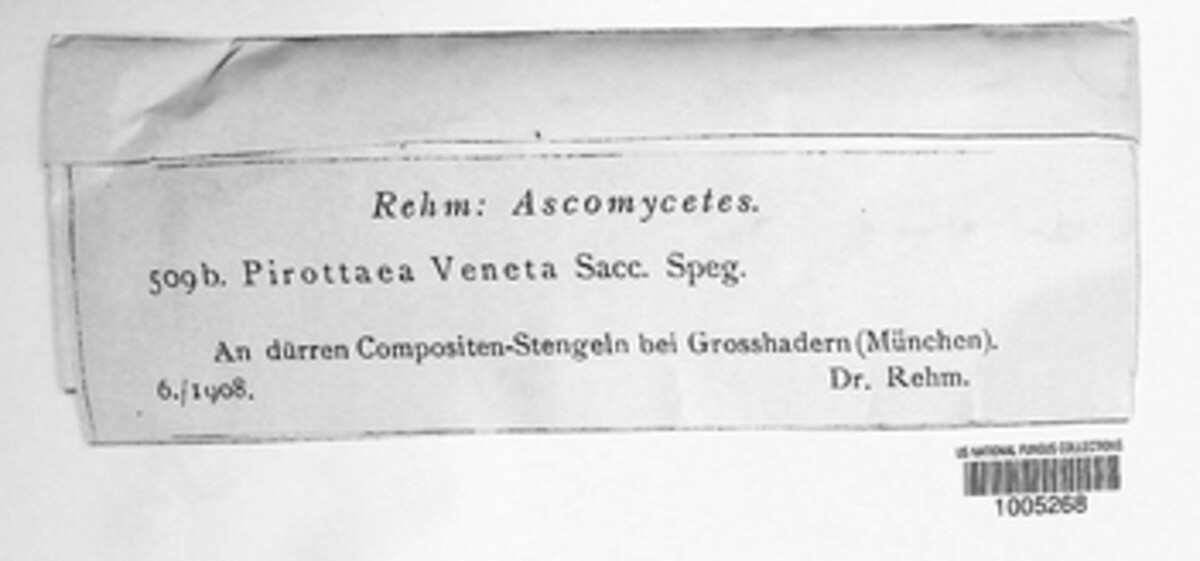 Rehm: Ascomycetes.
509b. Pirottaea Veneta Sacc. Speg.
An dürren Compositen-Stengeln bei Grosshadern (München).
6./1908.
Dr. Rehm.
US NATIONAL FUNGUS COLLECTIONS
1005268